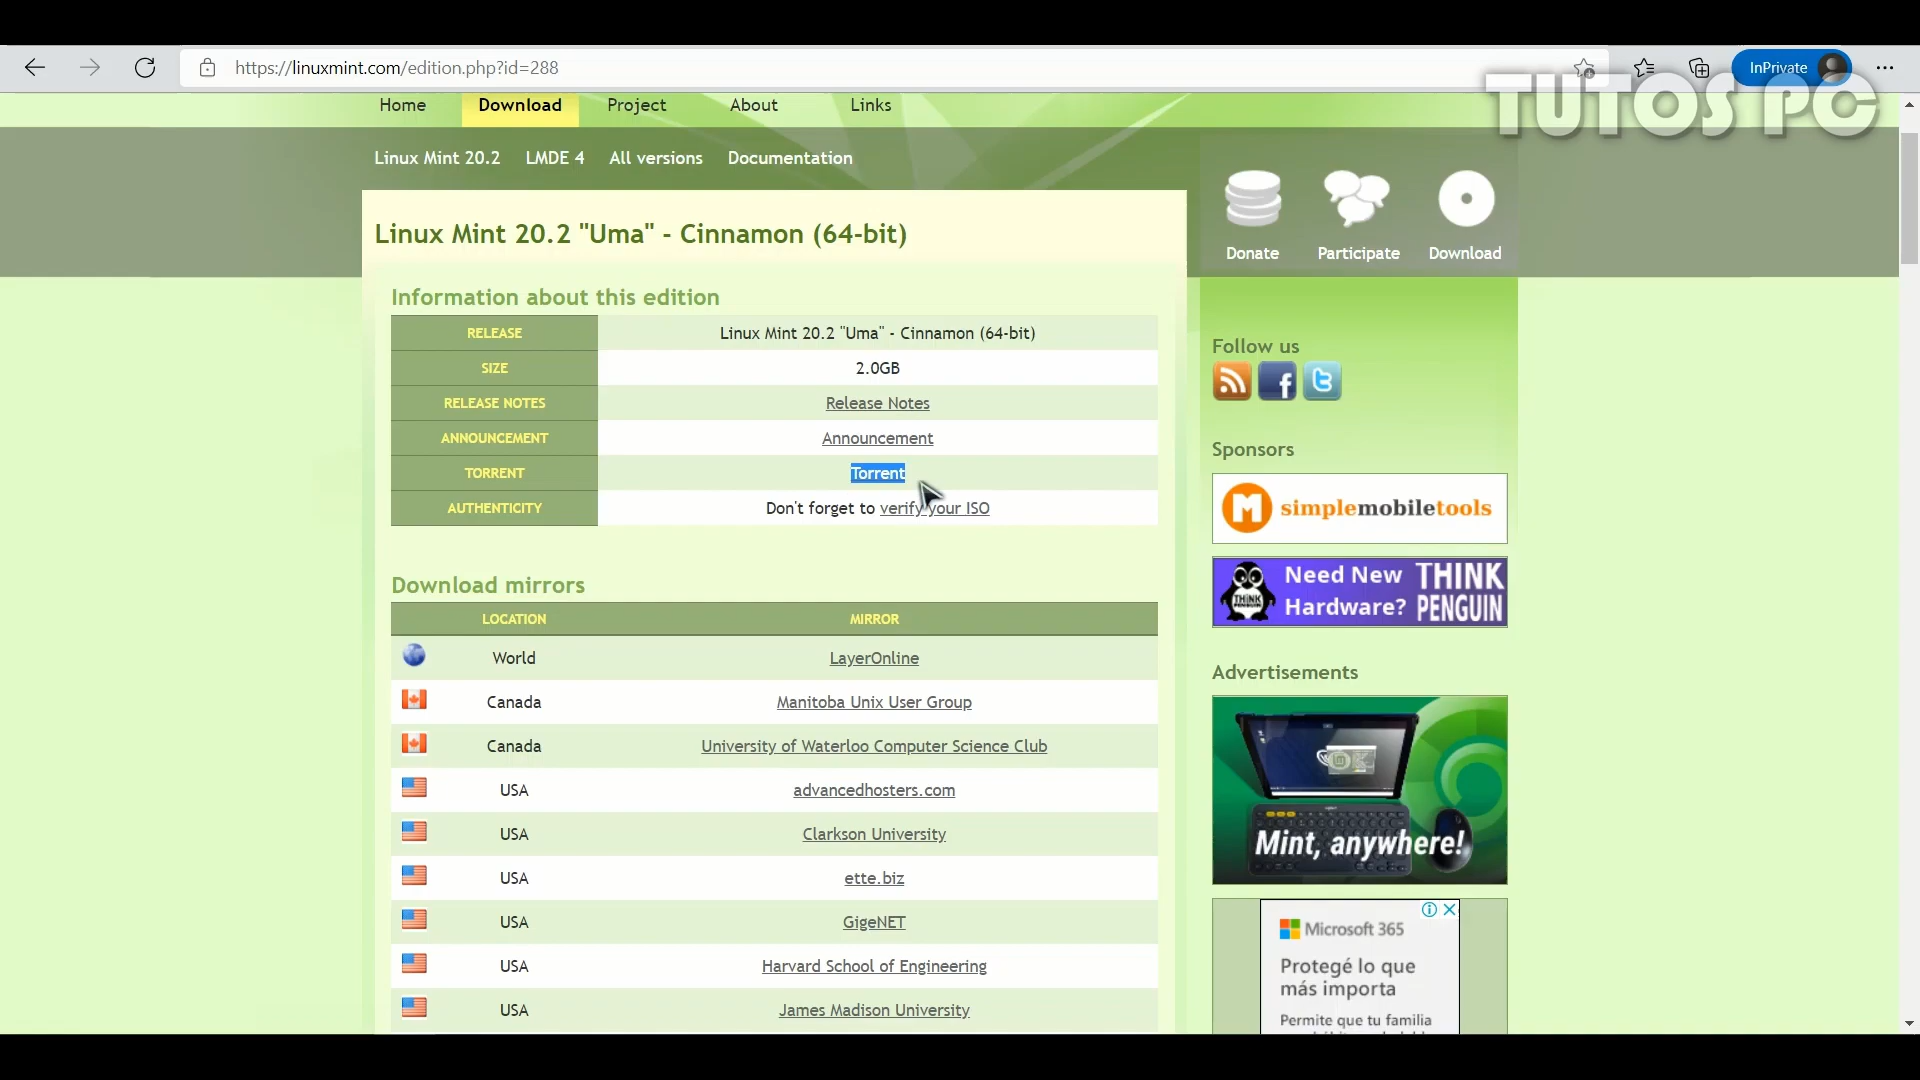 https://linuxmint.com/edition.php?id=288
InPrivate
TUTOS PC
Home Download Project About Links
Linux Mint 20.2 LMDE 4 All versions Documentation
Donate Participate Download
Linux Mint 20.2 "Uma" - Cinnamon (64-bit)
Information about this edition
RELEASE Linux Mint 20.2 "Uma" - Cinnamon (64-bit)
SIZE 2.0GB
RELEASE NOTES Release Notes
ANNOUNCEMENT Announcement
TORRENT Torrent
AUTHENTICITY Don't forget to verify your ISO
Download mirrors
LOCATION MIRROR
World LayerOnline
Canada Manitoba Unix User Group
Canada University of Waterloo Computer Science Club
USA advancedhosters.com
USA Clarkson University
USA ette.biz
USA GigeNET
USA Harvard School of Engineering
USA James Madison University
Follow us
Sponsors
M simplemobiletools
Need New
Hardware?
THINK
PENGUIN
THINK
PENGUIN
Advertisements
Mint, anywhere!
Microsoft 365
Protegé lo que
más importa
Permite que tu familia